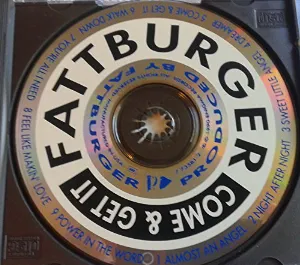 FATTBURGER
COME & GET IT
PRODUCED BY FATTBURGER
1 ALMOST AN ANGEL 2 NIGHT AFTER NIGHT 3 SWEET LITTLE ANGEL 4 DREAMER 5 COME & GET IT 6 WALK DOWN 7 YOU'RE ALL I NEED 8 FEEL LIKE MAKIN' LOVE 9 POWER IN THE WORD